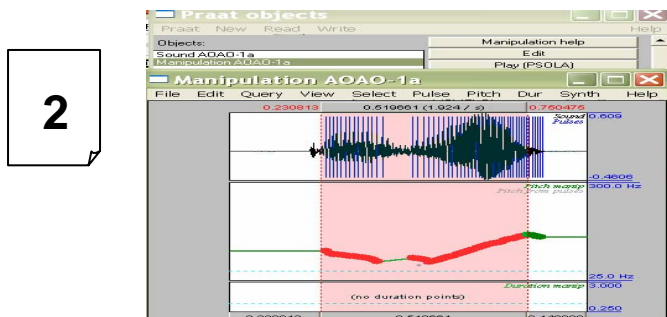 2
Praat objects
Praat New Read Write Help
Objects:
Manipulation help
Sound AOAO-1a
Edit
Manipulation AOAO-1a
Play (PSOLA)
Manipulation AOAO-1a
File Edit Query View Select Pulse Pitch Dur Synth Help
0.230813 0.519661 (1.924 / s) 0.750475
Sound 0.609
Pulses
-0.4606
Pitch manip 300.0 Hz
Pitch from pulses
25.0 Hz
Duration manip 3.000
(no duration points)
0.250